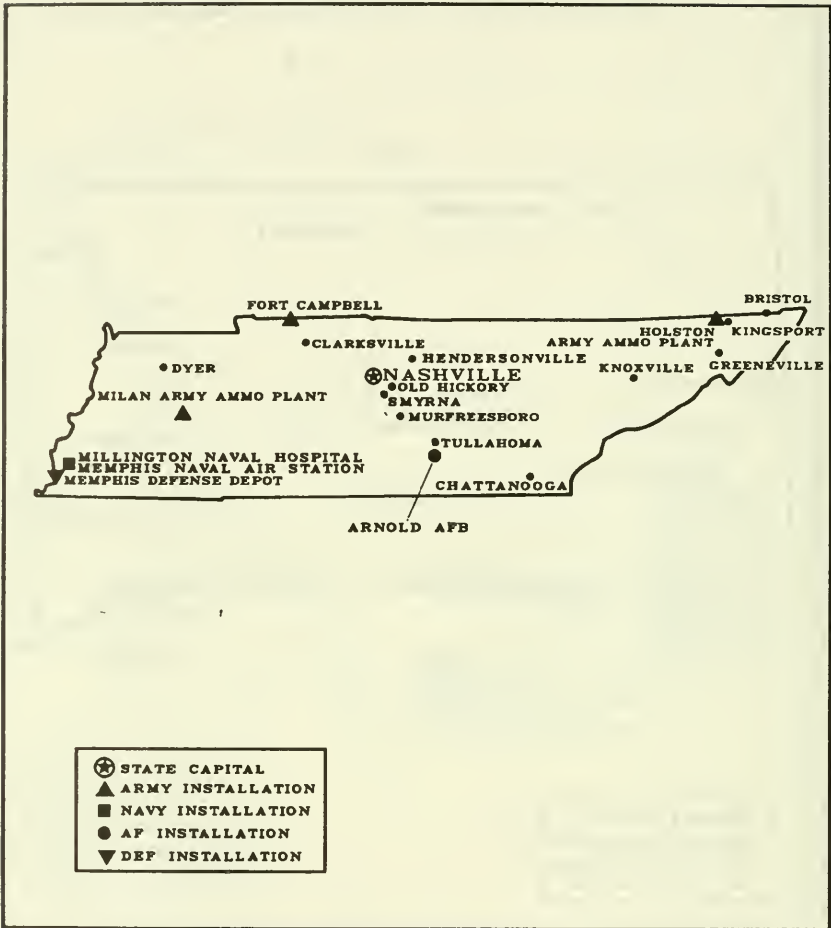 FORT CAMPBELL
BRISTOL
HOLSTON
KINGSPORT
ARMY AMMO PLANT
CLARKSVILLE
HENDERSONVILLE
DYER
NASHVILLE
KNOXVILLE
GREENEVILLE
OLD HICKORY
MILAN ARMY AMMO PLANT
SMYRNA
MURFREESBORO
TULLAHOMA
MILLINGTON NAVAL HOSPITAL
MEMPHIS NAVAL AIR STATION
MEMPHIS DEFENSE DEPOT
CHATTANOOGA
ARNOLD AFB
STATE CAPITAL
ARMY INSTALLATION
NAVY INSTALLATION
AF INSTALLATION
DEF INSTALLATION